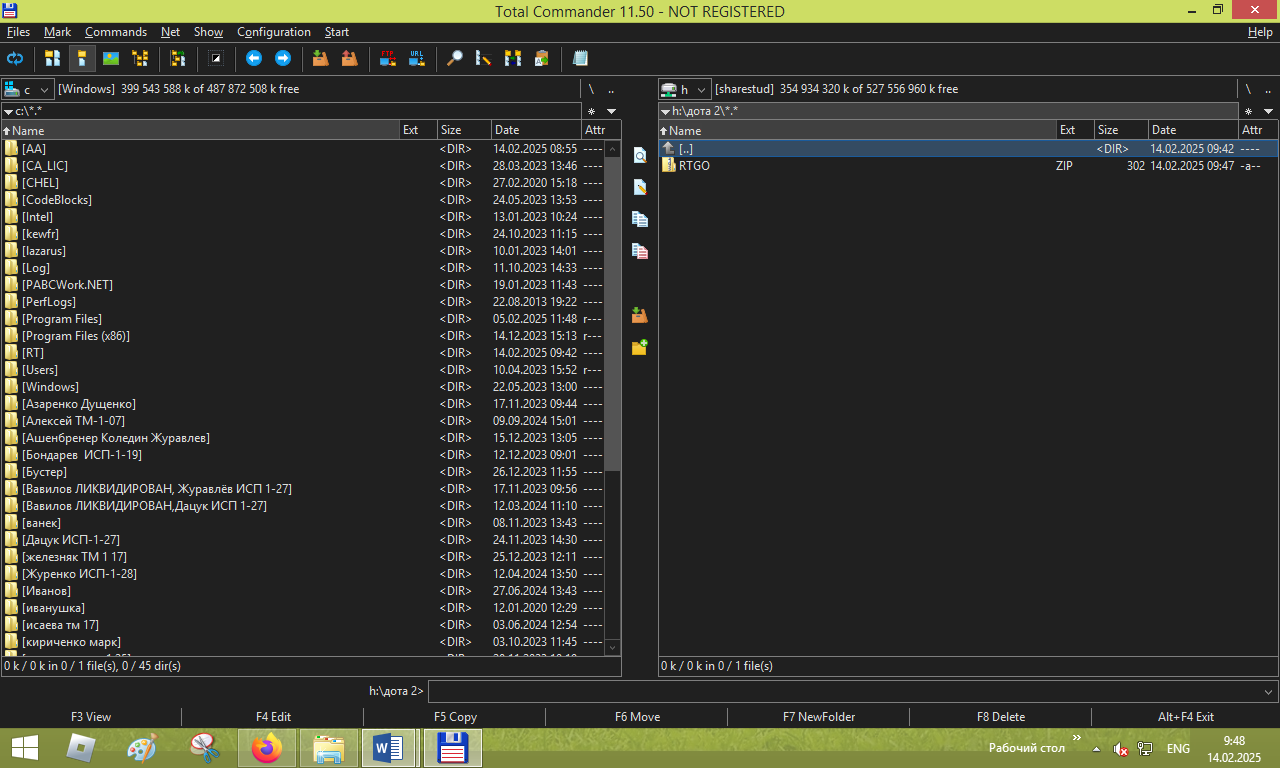 Total Commander 11.50 - NOT REGISTERED
Files Mark Commands Net Show Configuration Start Help
FTP URL
c [Windows] 399 543 588 k of 487 872 508 k free \ ..
h [sharestud] 354 934 320 k of 527 556 960 k free \ ..
c:\*.* *
h:\дота 2\*.* *
Name Ext Size Date Attr
[AA] <DIR> 14.02.2025 08:55 ----
[CA_LIC] <DIR> 28.03.2023 13:46 ----
[CHEL] <DIR> 27.02.2020 15:18 ----
[CodeBlocks] <DIR> 24.05.2023 13:53 ----
[Intel] <DIR> 13.01.2023 10:24 ----
[kewfr] <DIR> 24.10.2023 11:15 ----
[lazarus] <DIR> 10.01.2023 14:01 ----
[Log] <DIR> 11.10.2023 14:33 ----
[PABCWork.NET] <DIR> 19.01.2023 11:43 ----
[PerfLogs] <DIR> 22.08.2013 19:22 ----
[Program Files] <DIR> 05.02.2025 11:48 r---
[Program Files (x86)] <DIR> 14.12.2023 15:13 r---
[RT] <DIR> 14.02.2025 09:42 ----
[Users] <DIR> 10.04.2023 15:52 r---
[Windows] <DIR> 22.05.2023 13:00 ----
[Азаренко Дущенко] <DIR> 17.11.2023 09:44 ----
[Алексей ТМ-1-07] <DIR> 09.09.2024 15:01 ----
[Ашенбренер Коледин Журавлев] <DIR> 15.12.2023 13:05 ----
[Бондарев  ИСП-1-19] <DIR> 12.12.2023 09:01 ----
[Бустер] <DIR> 26.12.2023 11:55 ----
[Вавилов ЛИКВИДИРОВАН, Журавлёв ИСП 1-27] <DIR> 17.11.2023 09:56 ----
[Вавилов ЛИКВИДИРОВАН,Дацук ИСП 1-27] <DIR> 12.03.2024 11:10 ----
[ванек] <DIR> 08.11.2023 13:43 ----
[Дацук ИСП-1-27] <DIR> 24.11.2023 14:30 ----
[железняк ТМ 1 17] <DIR> 25.12.2023 12:11 ----
[Журенко ИСП-1-28] <DIR> 12.04.2024 13:50 ----
[Иванов] <DIR> 27.06.2024 13:43 ----
[иванушка] <DIR> 12.01.2020 12:29 ----
[исаева тм 17] <DIR> 03.06.2024 12:54 ----
[кириченко марк] <DIR> 03.10.2023 11:45 ----
0 k / 0 k in 0 / 1 file(s), 0 / 45 dir(s)
Name Ext Size Date Attr
[..] <DIR> 14.02.2025 09:42 ----
RTGO ZIP 302 14.02.2025 09:47 -a--
0 k / 0 k in 0 / 1 file(s)
h:\дота 2>
F3 View F4 Edit F5 Copy F6 Move F7 NewFolder F8 Delete Alt+F4 Exit
Рабочий стол » ENG 9:48
14.02.2025